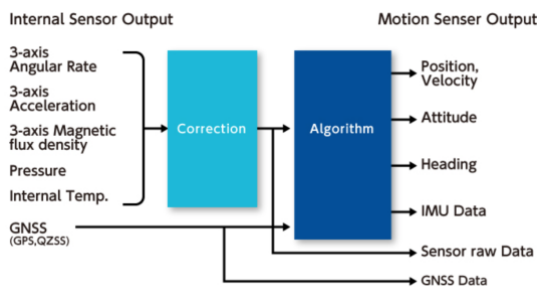 Internal Sensor Output
Motion Senser Output
3-axis
Angular Rate
3-axis
Acceleration
3-axis Magnetic
flux density
Pressure
Internal Temp.
GNSS
(GPS,QZSS)
Correction
Algorithm
Position,
Velocity
Attitude
Heading
IMU Data
Sensor raw Data
GNSS Data